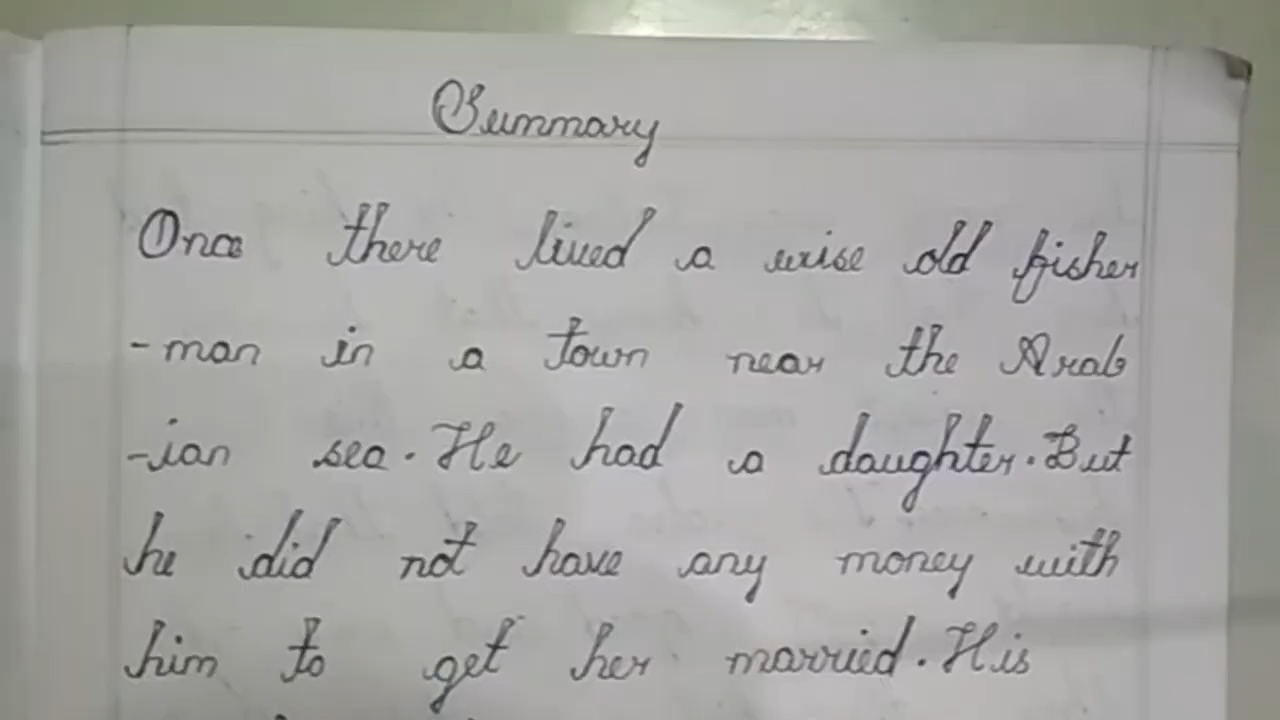 Summary
Once there lived a wise old fisher
-man in a town near the Arab
-ian sea. He had a daughter. But
he did not have any money with
him to get her married. His